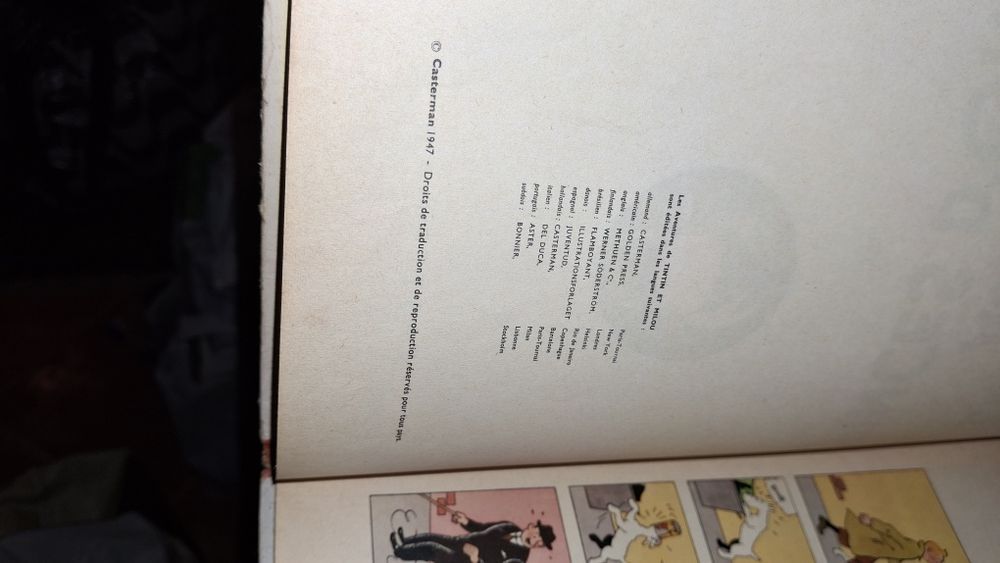 Les Aventures de TINTIN ET MILOU
sont éditées dans les langues suivantes :
allemand : CASTERMAN, Paris-Tournai
américain : GOLDEN PRESS, New York
anglais : METHUEN & Co, Londres
finlandais : WERNER SÖDERSTRÖM, Helsinki
brésilien : FLAMBOYANT, Rio de Janeiro
danois : ILLUSTRATIONSFORLAGET Copenhague
espagnol : JUVENTUD, Barcelone
hollandais : CASTERMAN, Paris-Tournai
italien : DEL DUCA, Milan
portugais : ASTER, Lisbonne
suédois : BONNIER, Stockholm
© Casterman 1947 - Droits de traduction et de reproduction réservés pour tous pays.